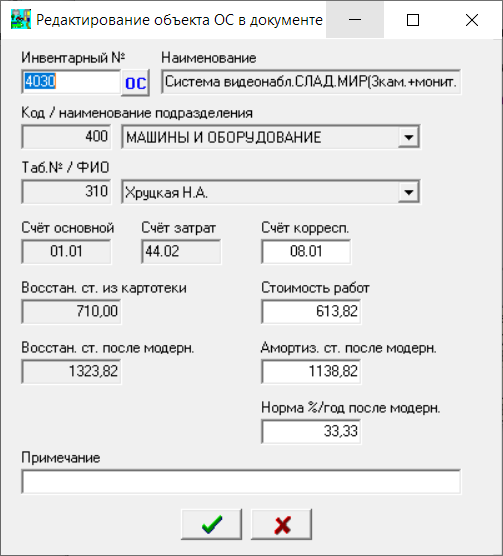 Редактирование объекта ОС в документе
Инвентарный № Наименование
4030 ОС Система видеонабл.СЛАД.МИР(3кам.+монит.
Код / наименование подразделения
400 МАШИНЫ И ОБОРУДОВАНИЕ
Таб.№ / ФИО
310 Хруцкая Н.А.
Счёт основной Счёт затрат Счёт корресп.
01.01 44.02 08.01
Восстан. ст. из картотеки Стоимость работ
710,00 613,82
Восстан. ст. после модерн. Амортиз. ст. после модерн.
1323,82 1138,82
Норма %/год после модерн.
33,33
Примечание